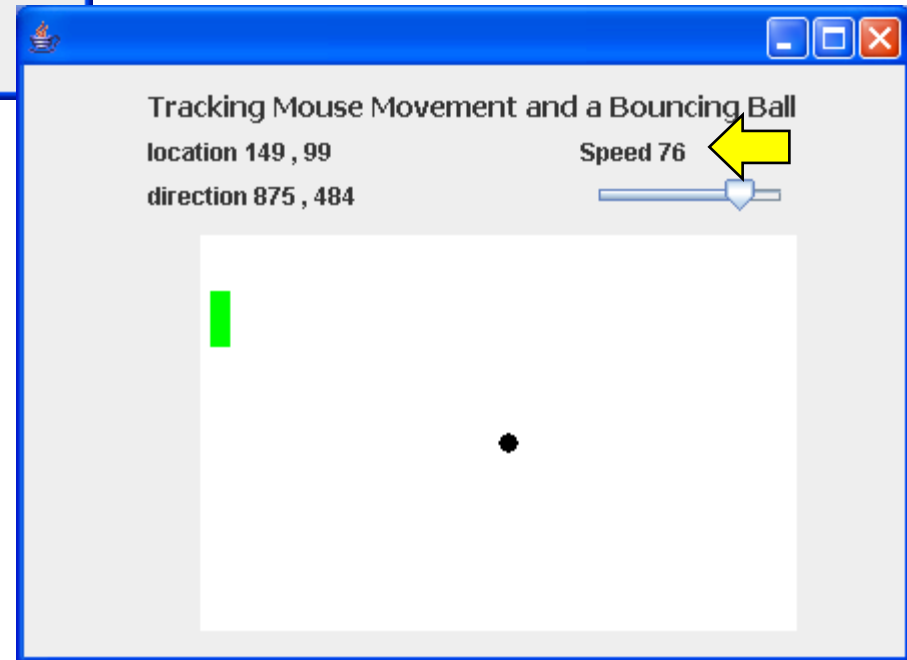 Tracking Mouse Movement and a Bouncing Ball
location 149 , 99
Speed 76
direction 875 , 484